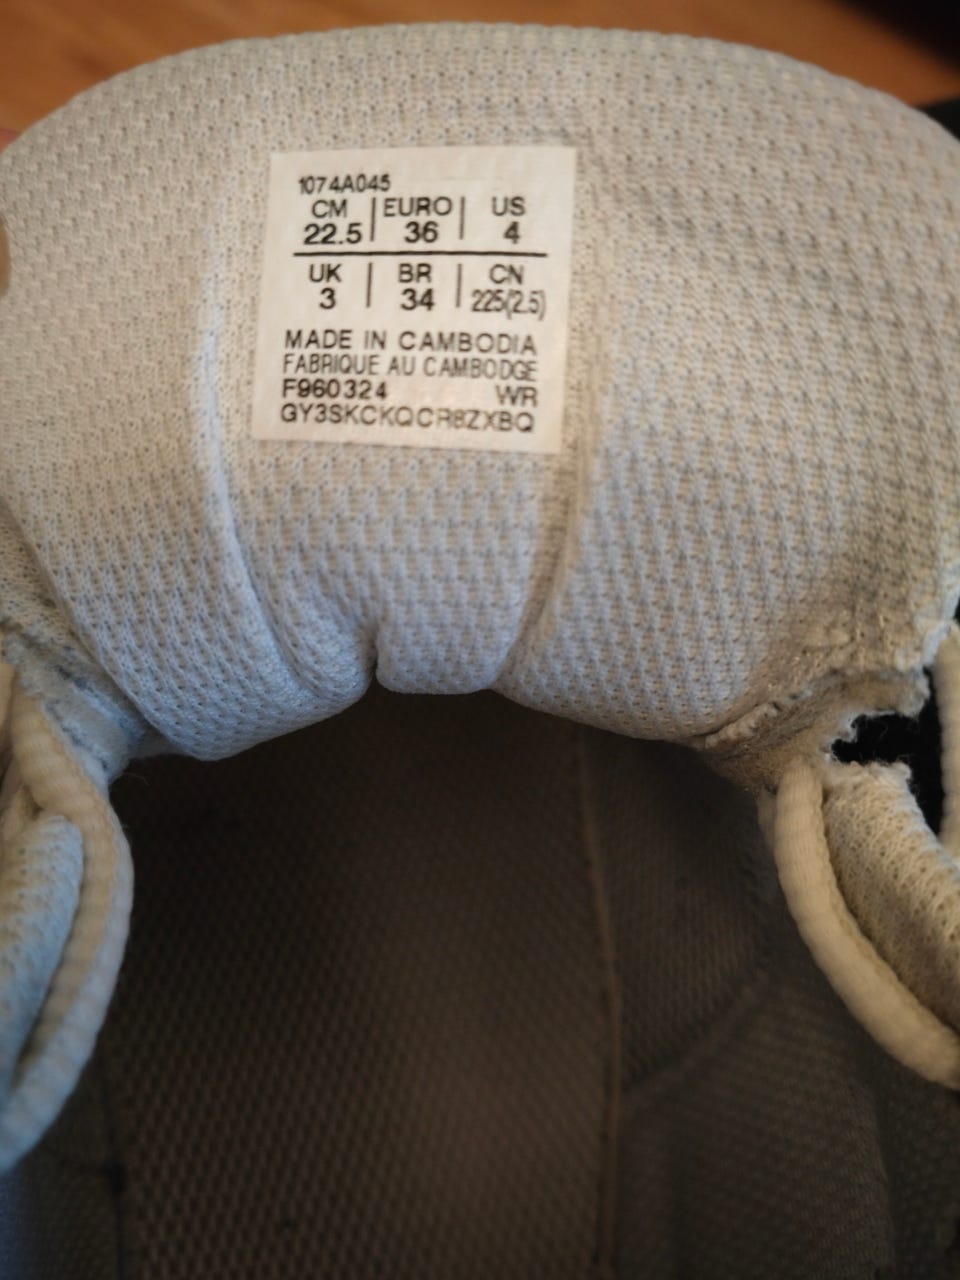 1074A045
CM | EURO | US
22.5 | 36 | 4
UK | BR | CN
3 | 34 | 225(2.5)
MADE IN CAMBODIA
FABRIQUE AU CAMBODGE
F960324 WR
GY3SKCKQCR8ZXBQ